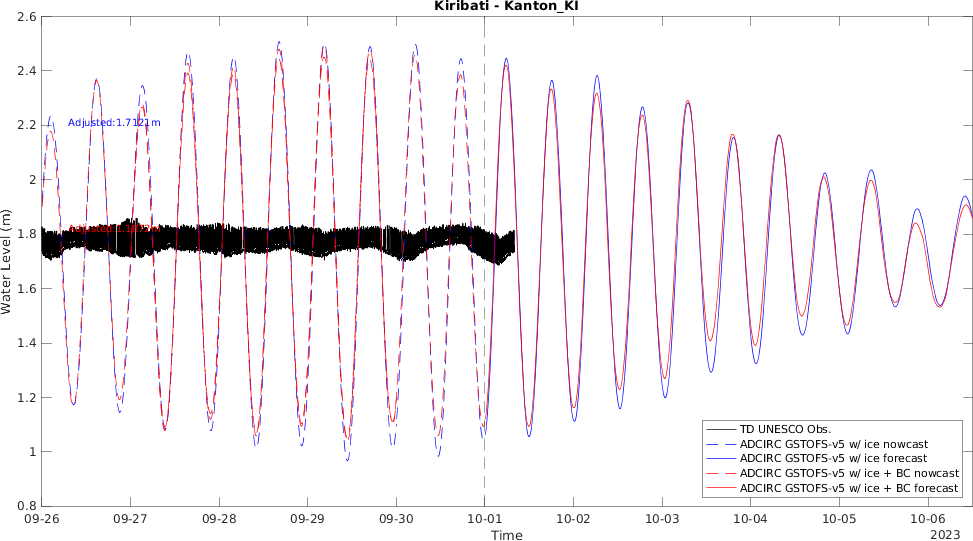 Kiribati - Kanton_KI
Water Level (m)
2.6
2.4
2.2
2
1.8
1.6
1.4
1.2
1
0.8
Adjusted:1.7121m
09-26
09-27
09-28
09-29
09-30
10-01
10-02
10-03
10-04
10-05
10-06
2023
Time
TD UNESCO Obs.
ADCIRC GSTOFS-v5 w/ ice nowcast
ADCIRC GSTOFS-v5 w/ ice forecast
ADCIRC GSTOFS-v5 w/ ice + BC nowcast
ADCIRC GSTOFS-v5 w/ ice + BC forecast